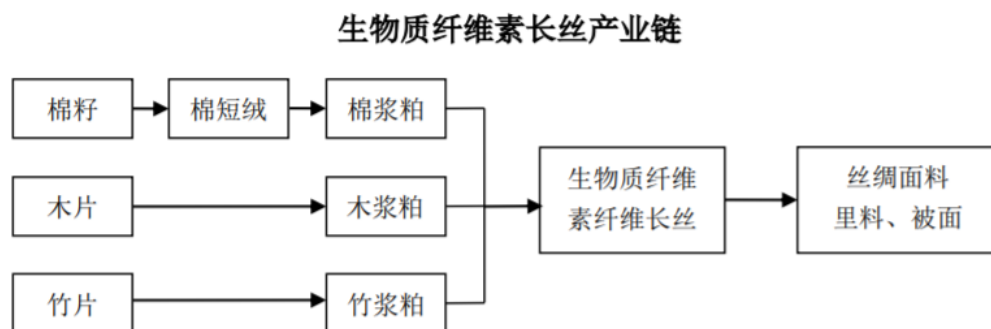 生物质纤维素长丝产业链
棉籽
棉短绒
棉浆粕
木片
木浆粕
竹片
竹浆粕
生物质纤维
素纤维长丝
丝绸面料
里料、被面